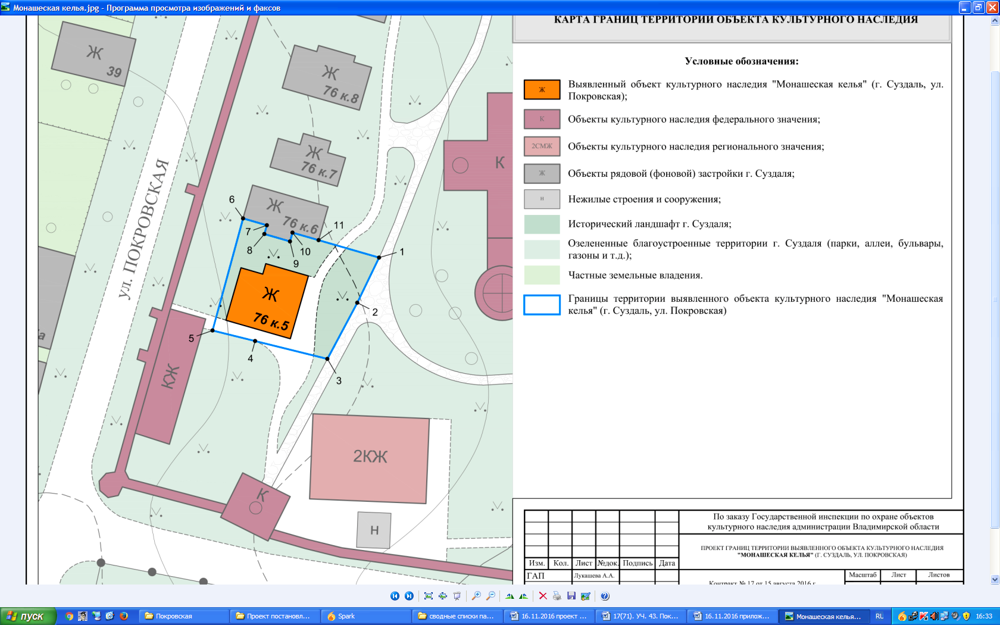 Монашеская келья.jpg - Программа просмотра изображений и факсов
КАРТА ГРАНИЦ ТЕРРИТОРИИ ОБЪЕКТА КУЛЬТУРНОГО НАСЛЕДИЯ
Условные обозначения:
Ж
Выявленный объект культурного наследия "Монашеская келья" (г. Суздаль, ул.
Покровская);
К
Объекты культурного наследия федерального значения;
2СМЖ
Объекты культурного наследия регионального значения;
Ж
Объекты рядовой (фоновой) застройки г. Суздаля;
н
Нежилые строения и сооружения;
Исторический ландшафт г. Суздаля;
Озелененные благоустроенные территории г. Суздаля (парки, аллеи, бульвары,
газоны и т.д.);
Частные земельные владения.
Границы территории выявленного объекта культурного наследия "Монашеская
келья" (г. Суздаль, ул. Покровская)
Ж
39
Ж
76 к.8
Ж
76 к.7
К
ул. ПОКРОВСКАЯ
Ж
76 к.6
6
7
8
9
10
11
1
Ж
76 к.5
2
5
4
3
КЖ
2КЖ
К
Н
По заказу Государственной инспекции по охране объектов
культурного наследия администрации Владимирской области
ПРОЕКТ ГРАНИЦ ТЕРРИТОРИИ ВЫЯВЛЕННОГО ОБЪЕКТА КУЛЬТУРНОГО НАСЛЕДИЯ
"МОНАШЕСКАЯ КЕЛЬЯ" (Г. СУЗДАЛЬ, УЛ. ПОКРОВСКАЯ)
Изм. Кол. Лист №док. Подпись Дата
ГАП Лукашева А.А.
Контракт № 17 от 15 августа 2016 г.
Масштаб Лист Листов
пуск
Покровская
Проект постановл...
Spark
сводные списки па...
16.11.2016 проект ...
17(71). УЧ. 43. Пок...
16.11.2016 прилож...
Монашеская келья...
RU
16:33